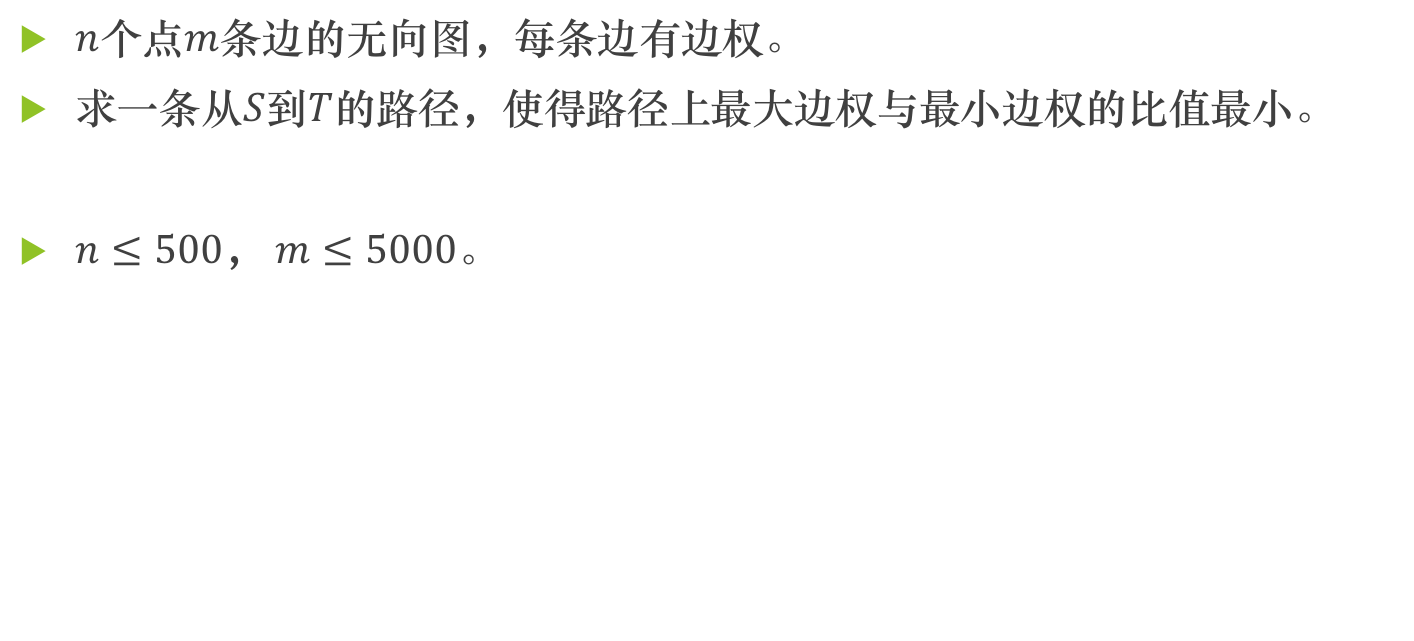 n个点m条边的无向图，每条边有边权。
求一条从S到T的路径，使得路径上最大边权与最小边权的比值最小。
n ≤ 500， m ≤ 5000。